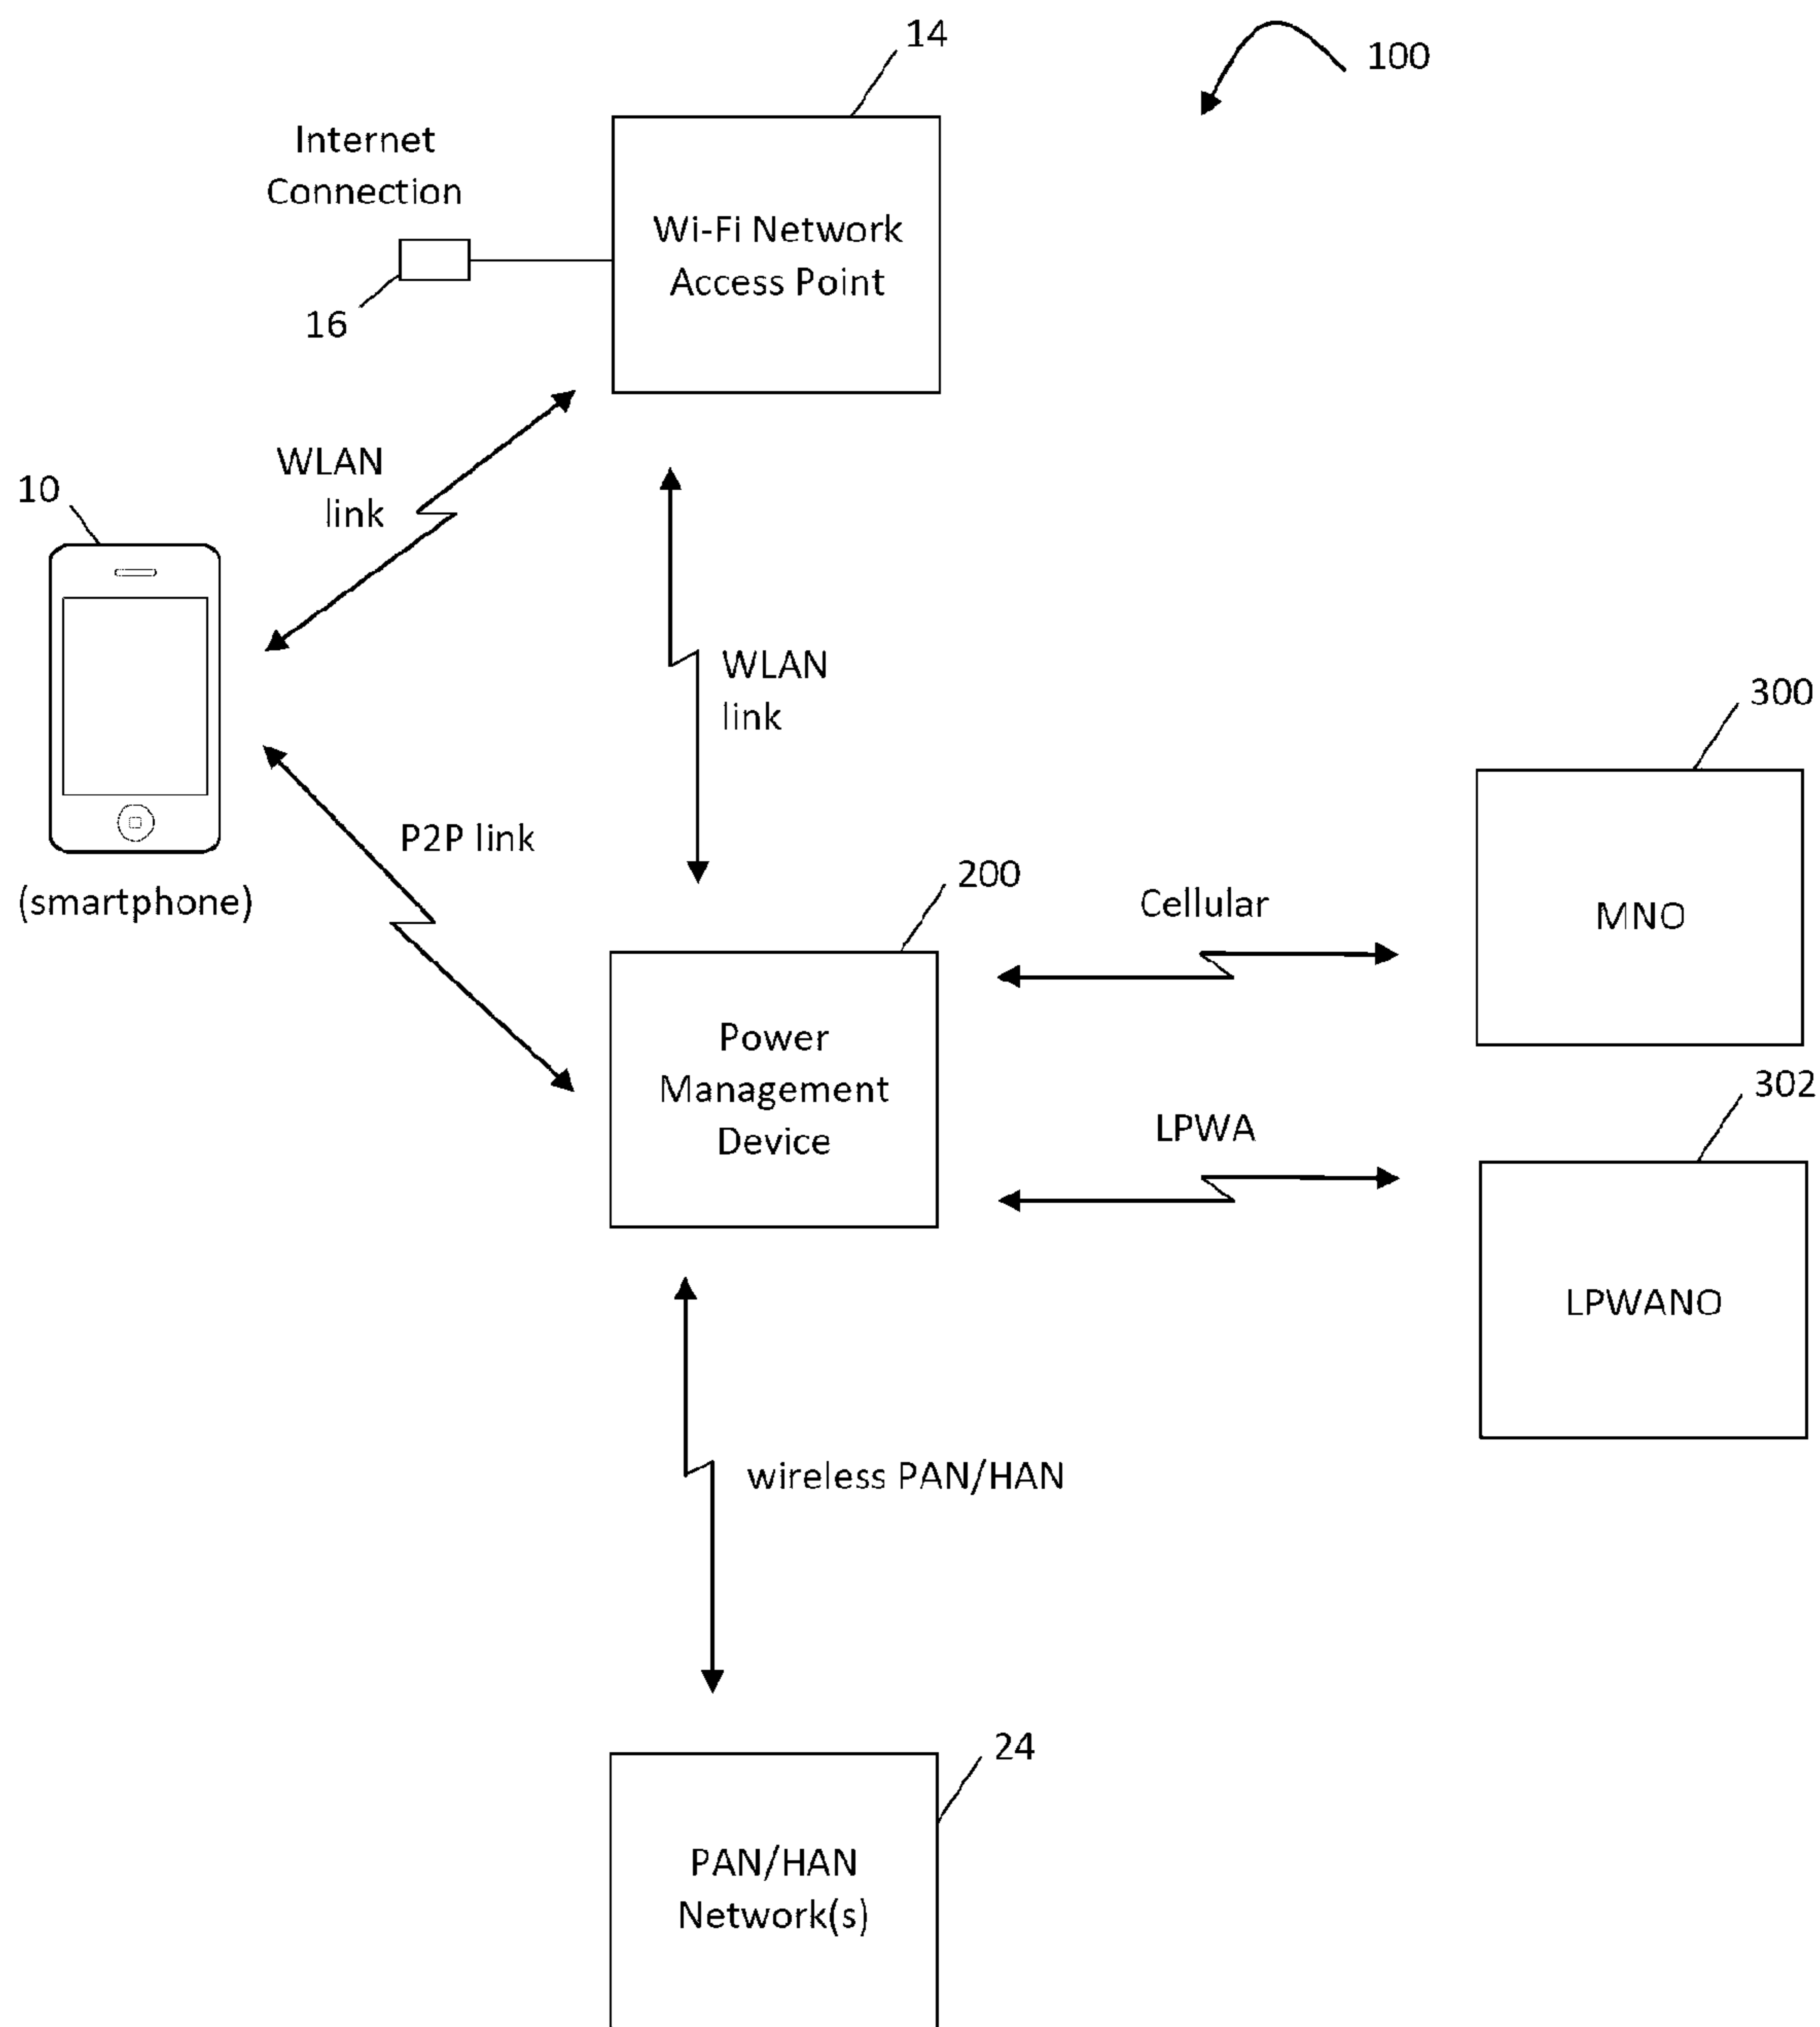 14
100
Internet
Connection
Wi-Fi Network
Access Point
16
WLAN
link
10
WLAN
link
300
P2P link
200
(smartphone)
Cellular
MNO
Power
Management
Device
302
LPWA
LPWANO
wireless PAN/HAN
24
PAN/HAN
Network(s)